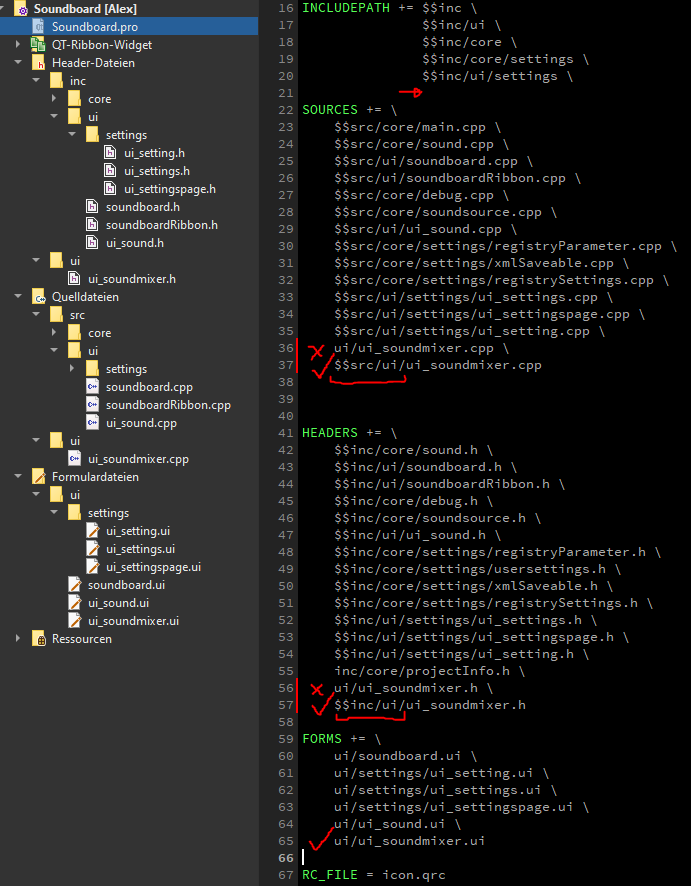 Soundboard [Alex]
Soundboard.pro
QT-Ribbon-Widget
Header-Dateien
inc
core
ui
settings
ui_setting.h
ui_settings.h
ui_settingspage.h
soundboard.h
soundboardRibbon.h
ui_sound.h
ui
ui_soundmixer.h
Quelldateien
src
core
ui
settings
soundboard.cpp
soundboardRibbon.cpp
ui_sound.cpp
ui
ui_soundmixer.cpp
Formulardateien
ui
settings
ui_setting.ui
ui_settings.ui
ui_settingspage.ui
soundboard.ui
ui_sound.ui
ui_soundmixer.ui
Ressourcen
16 INCLUDEPATH += $$inc \
17 $$inc/ui \
18 $$inc/core \
19 $$inc/core/settings \
20 $$inc/ui/settings \
21
22 SOURCES += \
23 $$src/core/main.cpp \
24 $$src/core/sound.cpp \
25 $$src/ui/soundboard.cpp \
26 $$src/ui/soundboardRibbon.cpp \
27 $$src/core/debug.cpp \
28 $$src/core/soundsource.cpp \
29 $$src/ui/ui_sound.cpp \
30 $$src/core/settings/registryParameter.cpp \
31 $$src/core/settings/xmlSaveable.cpp \
32 $$src/core/settings/registrySettings.cpp \
33 $$src/ui/settings/ui_settings.cpp \
34 $$src/ui/settings/ui_settingspage.cpp \
35 $$src/ui/settings/ui_setting.cpp \
36 ui/ui_soundmixer.cpp \
37 $$src/ui/ui_soundmixer.cpp
38
39
40
41 HEADERS += \
42 $$inc/core/sound.h \
43 $$inc/ui/soundboard.h \
44 $$inc/ui/soundboardRibbon.h \
45 $$inc/core/debug.h \
46 $$inc/core/soundsource.h \
47 $$inc/ui/ui_sound.h \
48 $$inc/core/settings/registryParameter.h \
49 $$inc/core/settings/usersettings.h \
50 $$inc/core/settings/xmlSaveable.h \
51 $$inc/core/settings/registrySettings.h \
52 $$inc/ui/settings/ui_settings.h \
53 $$inc/ui/settings/ui_settingspage.h \
54 $$inc/ui/settings/ui_setting.h \
55 inc/core/projectInfo.h \
56 ui/ui_soundmixer.h \
57 $$inc/ui/ui_soundmixer.h
58
59 FORMS += \
60 ui/soundboard.ui \
61 ui/settings/ui_setting.ui \
62 ui/settings/ui_settings.ui \
63 ui/settings/ui_settingspage.ui \
64 ui/ui_sound.ui \
65 ui/ui_soundmixer.ui
66
67 RC_FILE = icon.qrc